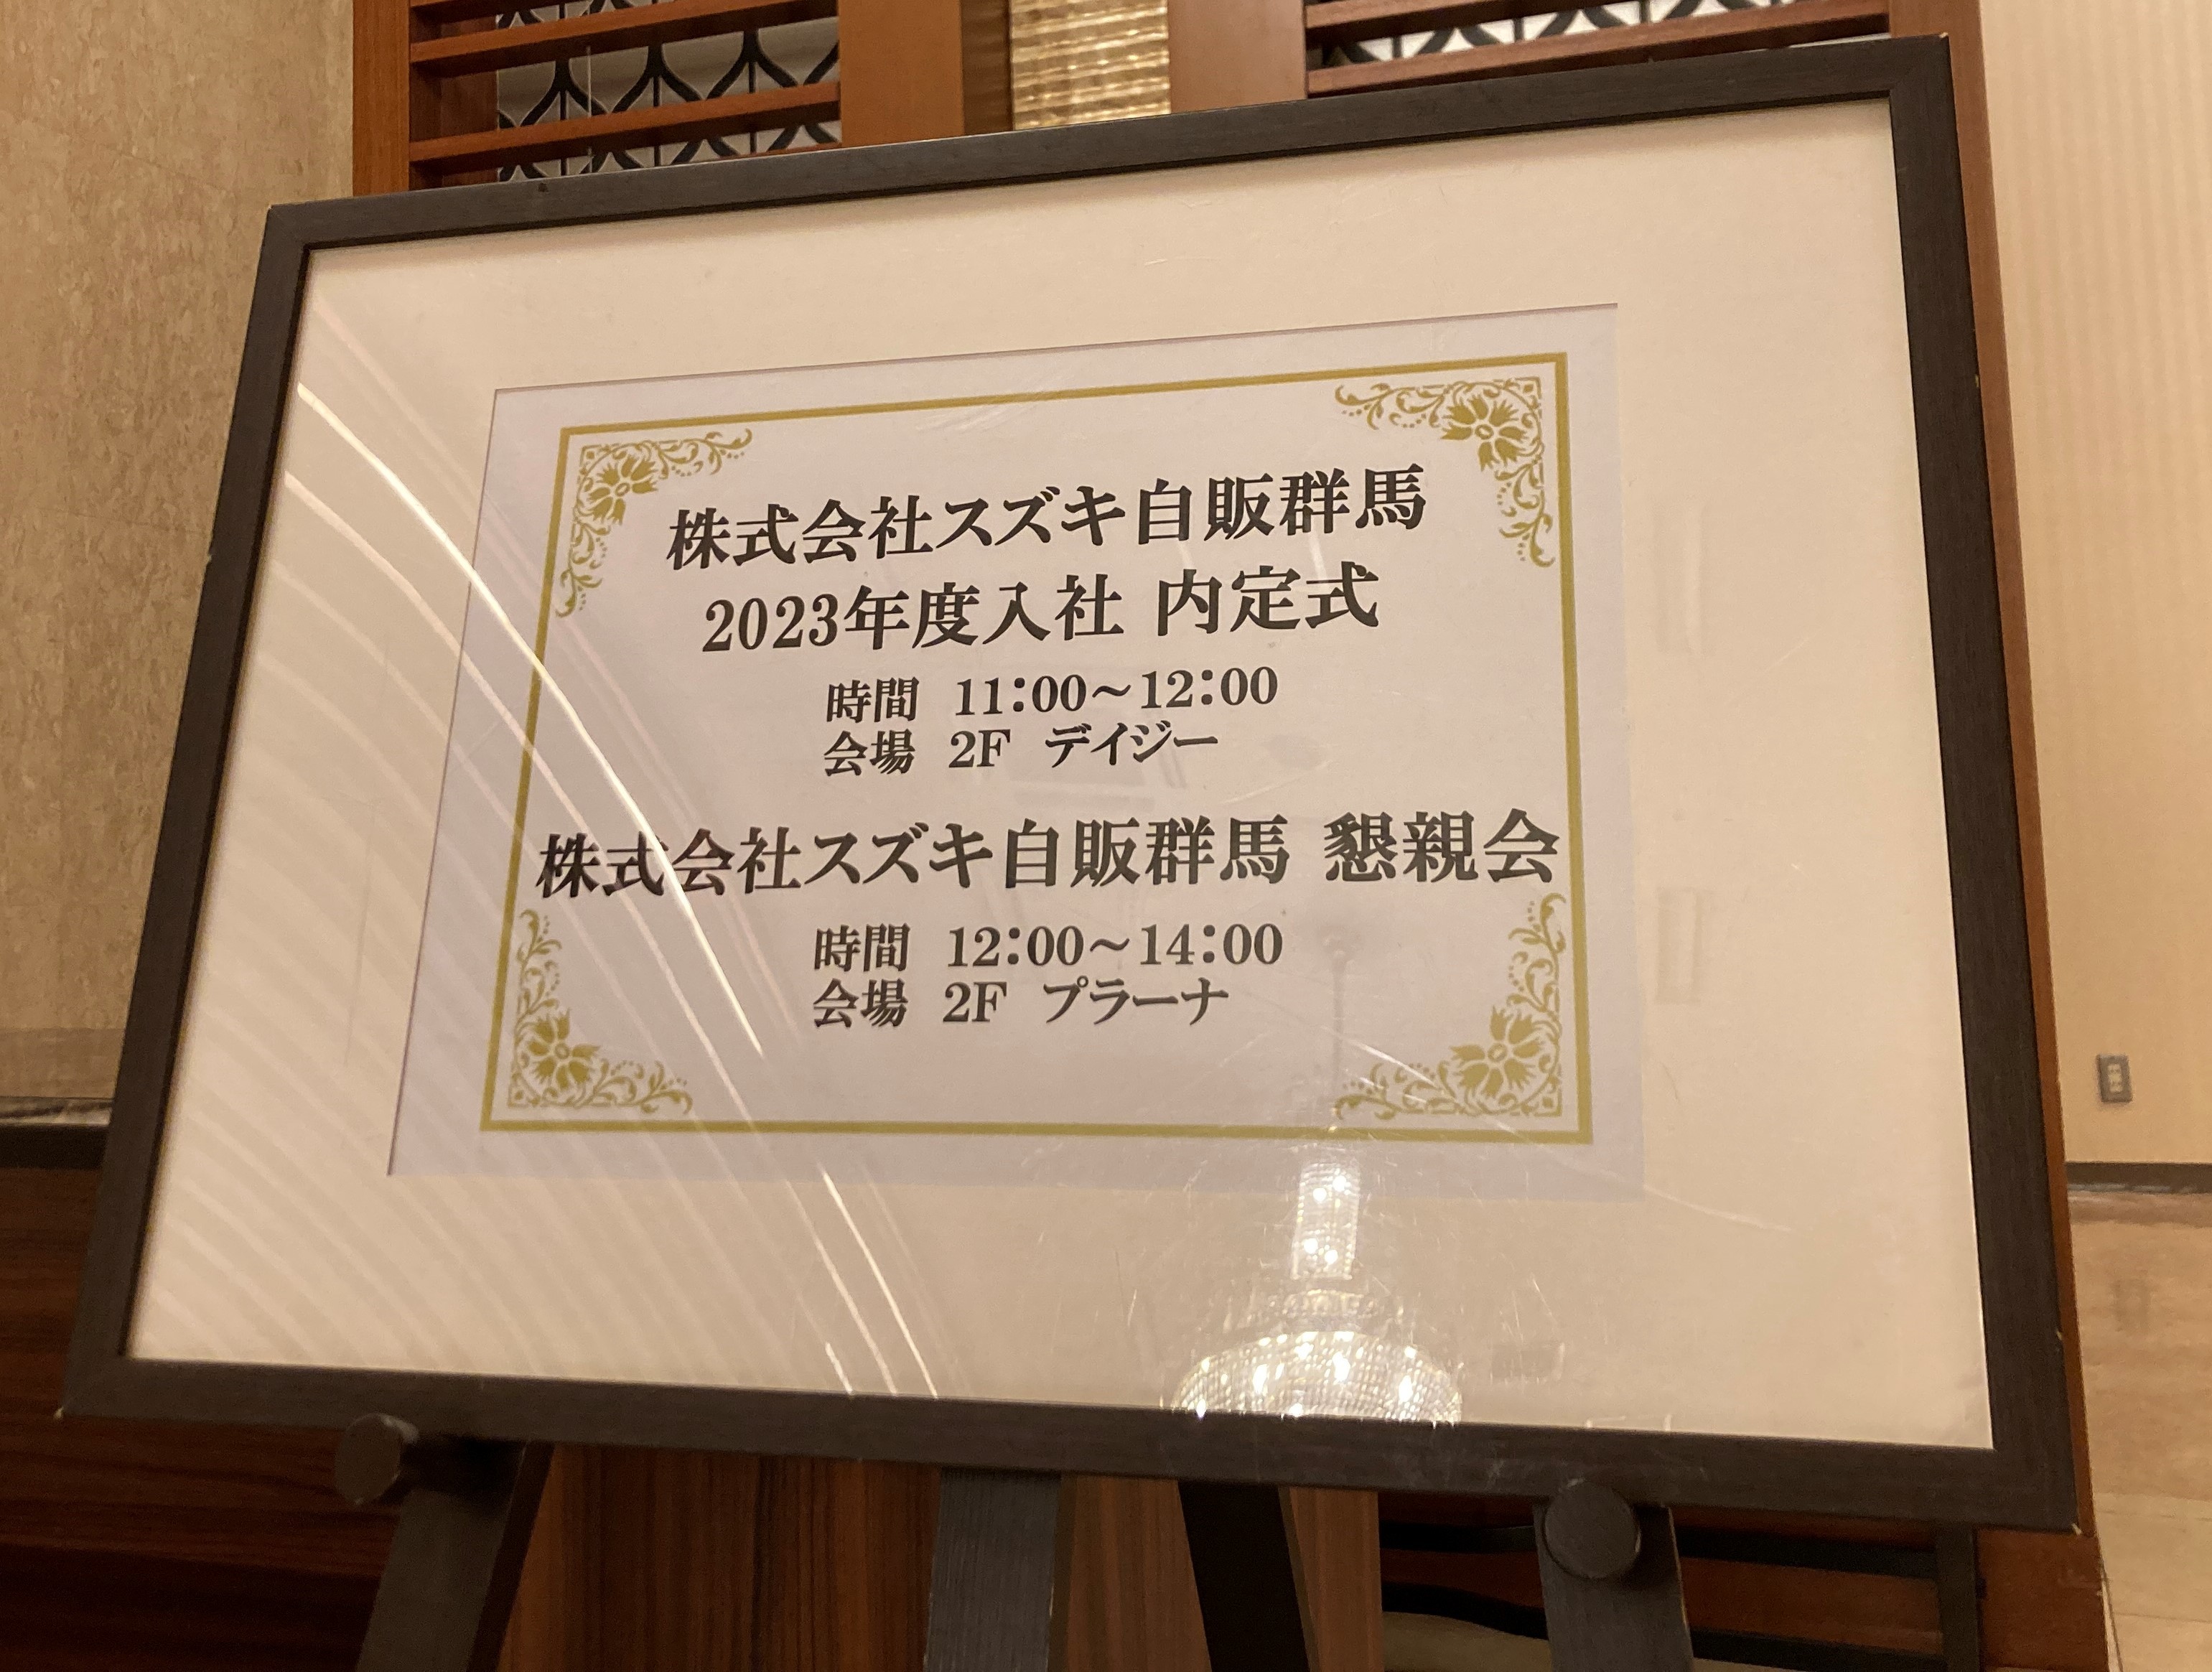 株式会社スズキ自販群馬
2023年度入社 内定式
時間 11:00～12:00
会場 2F デイジー
株式会社スズキ自販群馬 懇親会
時間 12:00～14:00
会場 2F プラーナ